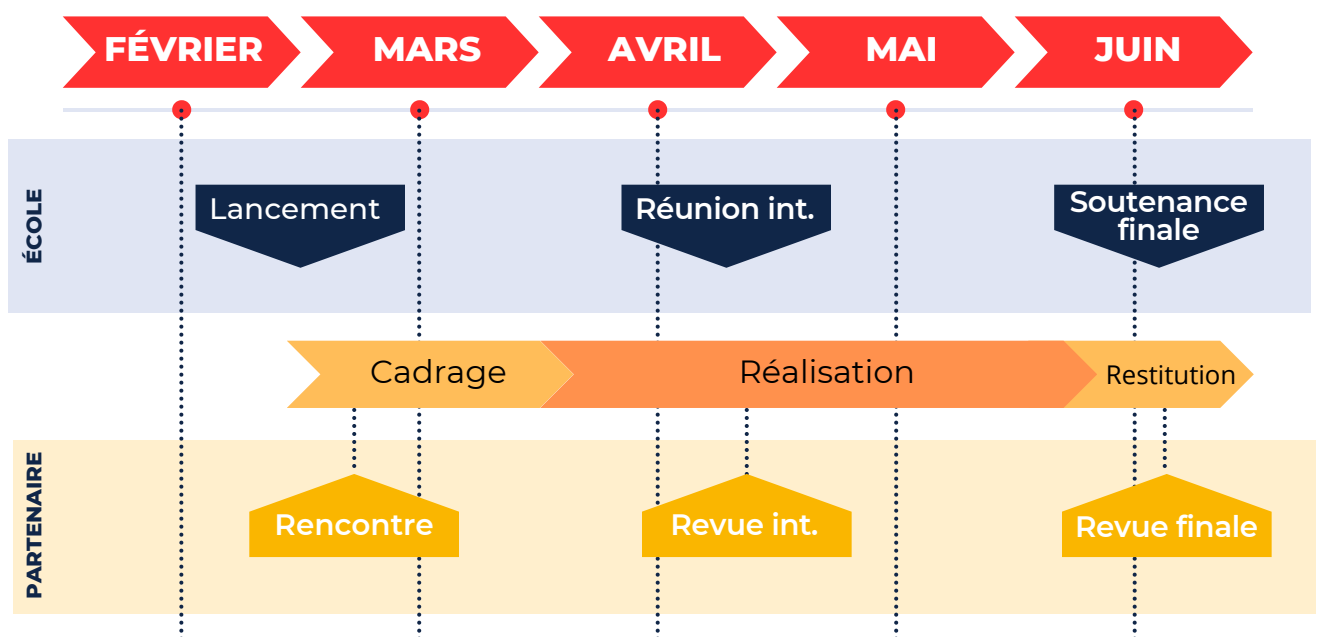 FÉVRIER
MARS
AVRIL
MAI
JUIN
ÉCOLE
Lancement
Réunion int.
Soutenance
finale
Cadrage
Réalisation
Restitution
PARTENAIRE
Rencontre
Revue int.
Revue finale